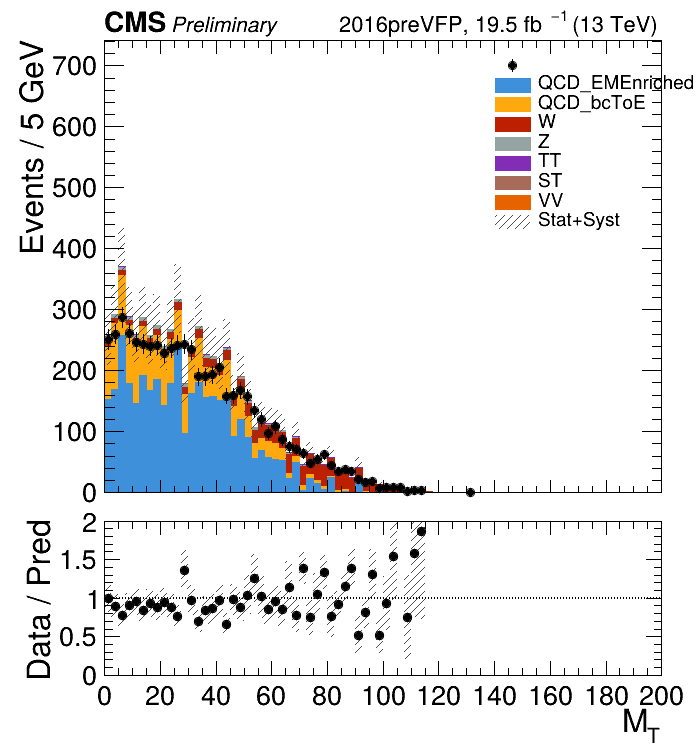 CMS Preliminary 2016preVFP, 19.5 fb⁻¹ (13 TeV)
Events / 5 GeV
700
600
500
400
300
200
100
0
QCD_EMEnriched
QCD_bcToE
W
Z
TT
ST
VV
Stat+Syst
Data / Pred
2
1.5
1
0.5
0
0 20 40 60 80 100 120 140 160 180 200
M_T